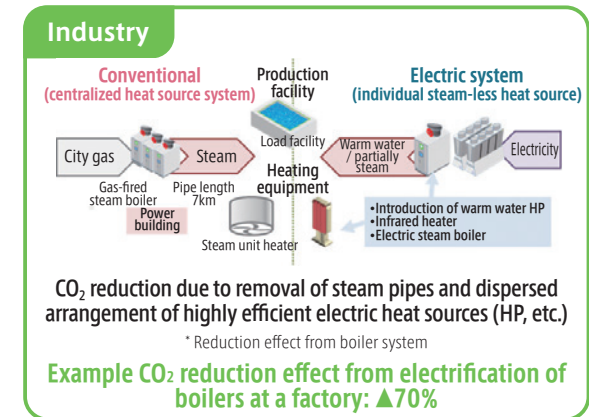 Industry
Conventional
(centralized heat source system)
Production
facility
Electric system
(individual steam-less heat source)
City gas
Steam
Load facility
Warm water
/ partially
steam
Electricity
Gas-fired
steam boiler
Pipe length
7km
Power
building
Heating
equipment
Steam unit heater
•Introduction of warm water HP
•Infrared heater
•Electric steam boiler
CO₂ reduction due to removal of steam pipes and dispersed
arrangement of highly efficient electric heat sources (HP, etc.)
* Reduction effect from boiler system
Example CO₂ reduction effect from electrification of
boilers at a factory: ▲70%